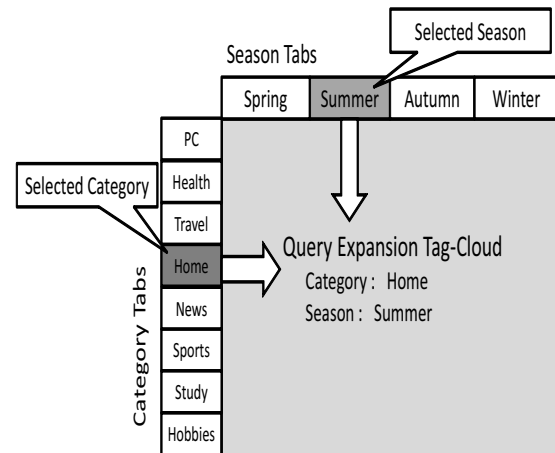 Selected Season
Season Tabs
Spring Summer Autumn Winter
PC
Selected Category
Health
Travel
Home
News
Sports
Study
Hobbies
Category Tabs
Query Expansion Tag-Cloud
Category : Home
Season : Summer